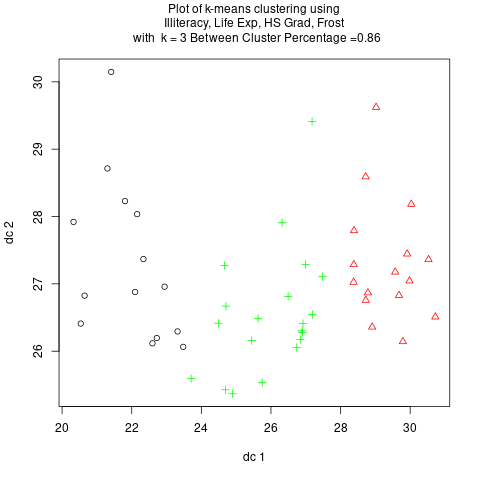 Plot of k-means clustering using
Illiteracy, Life Exp, HS Grad, Frost
with  k = 3 Between Cluster Percentage =0.86
30
29
28
27
26
dc 2
20 22 24 26 28 30
dc 1